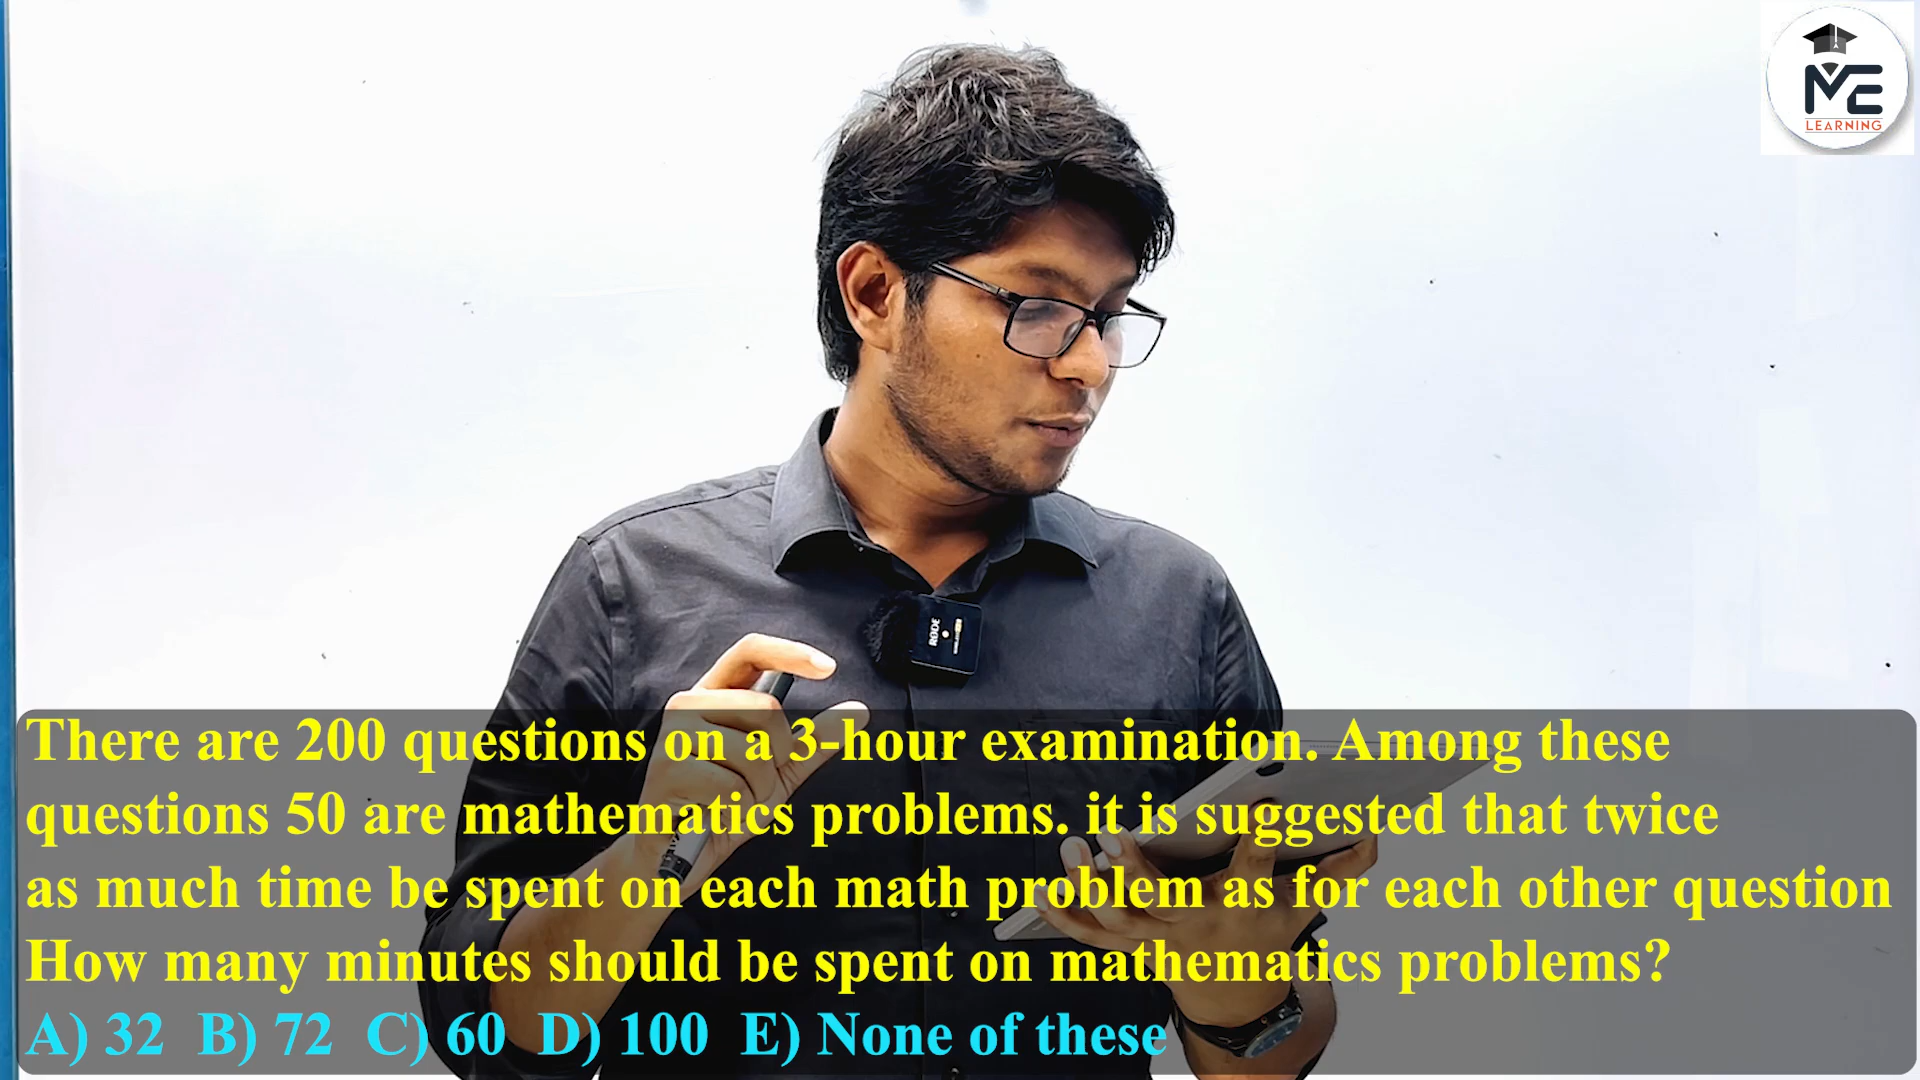 ME
LEARNING
RODE
There are 200 questions on a 3-hour examination. Among these
questions 50 are mathematics problems. it is suggested that twice
as much time be spent on each math problem as for each other question
How many minutes should be spent on mathematics problems?
A) 32 B) 72 C) 60 D) 100 E) None of these